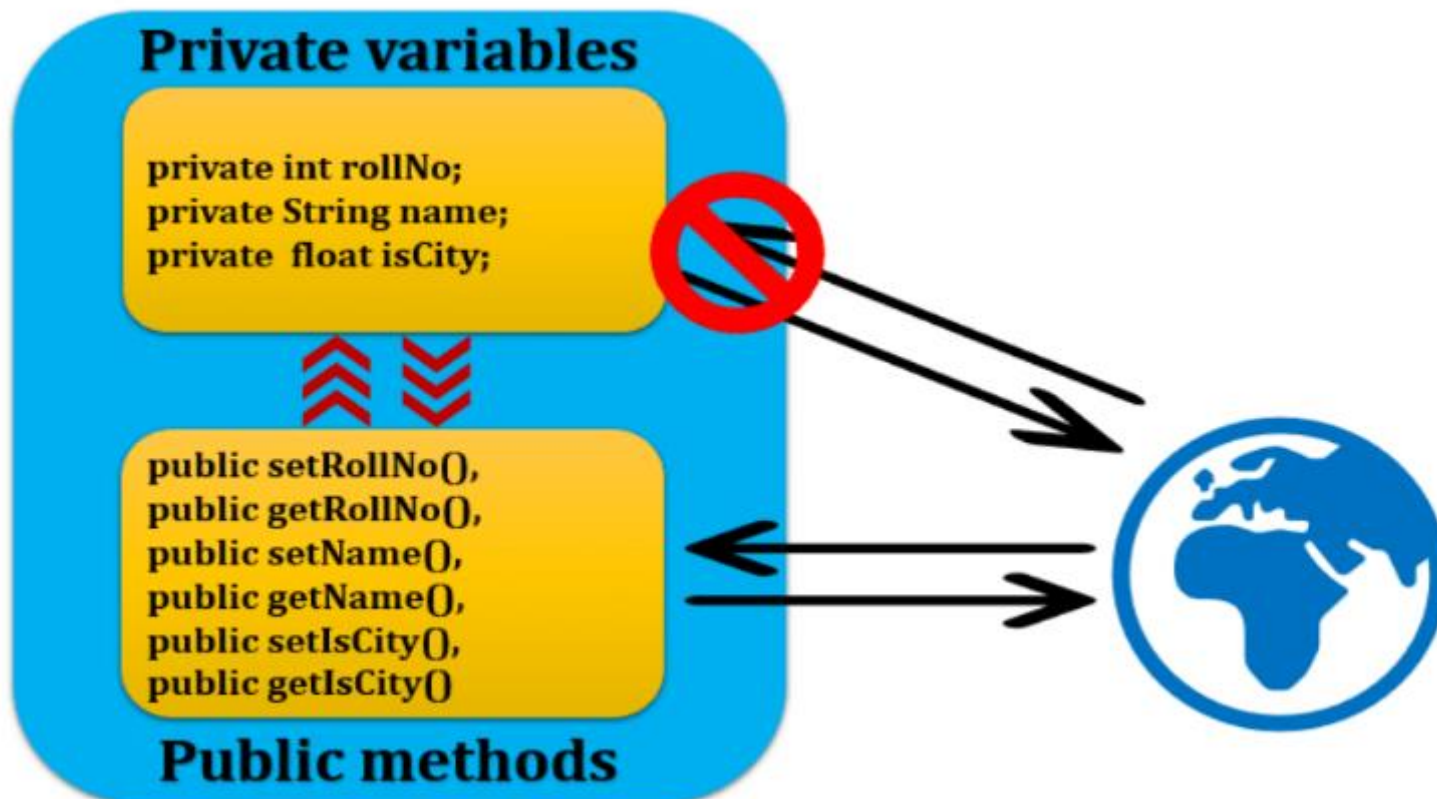 Private variables
private int rollNo;
private String name;
private  float isCity;
public setRollNo(),
public getRollNo(),
public setName(),
public getName(),
public setIsCity(),
public getIsCity()
Public methods